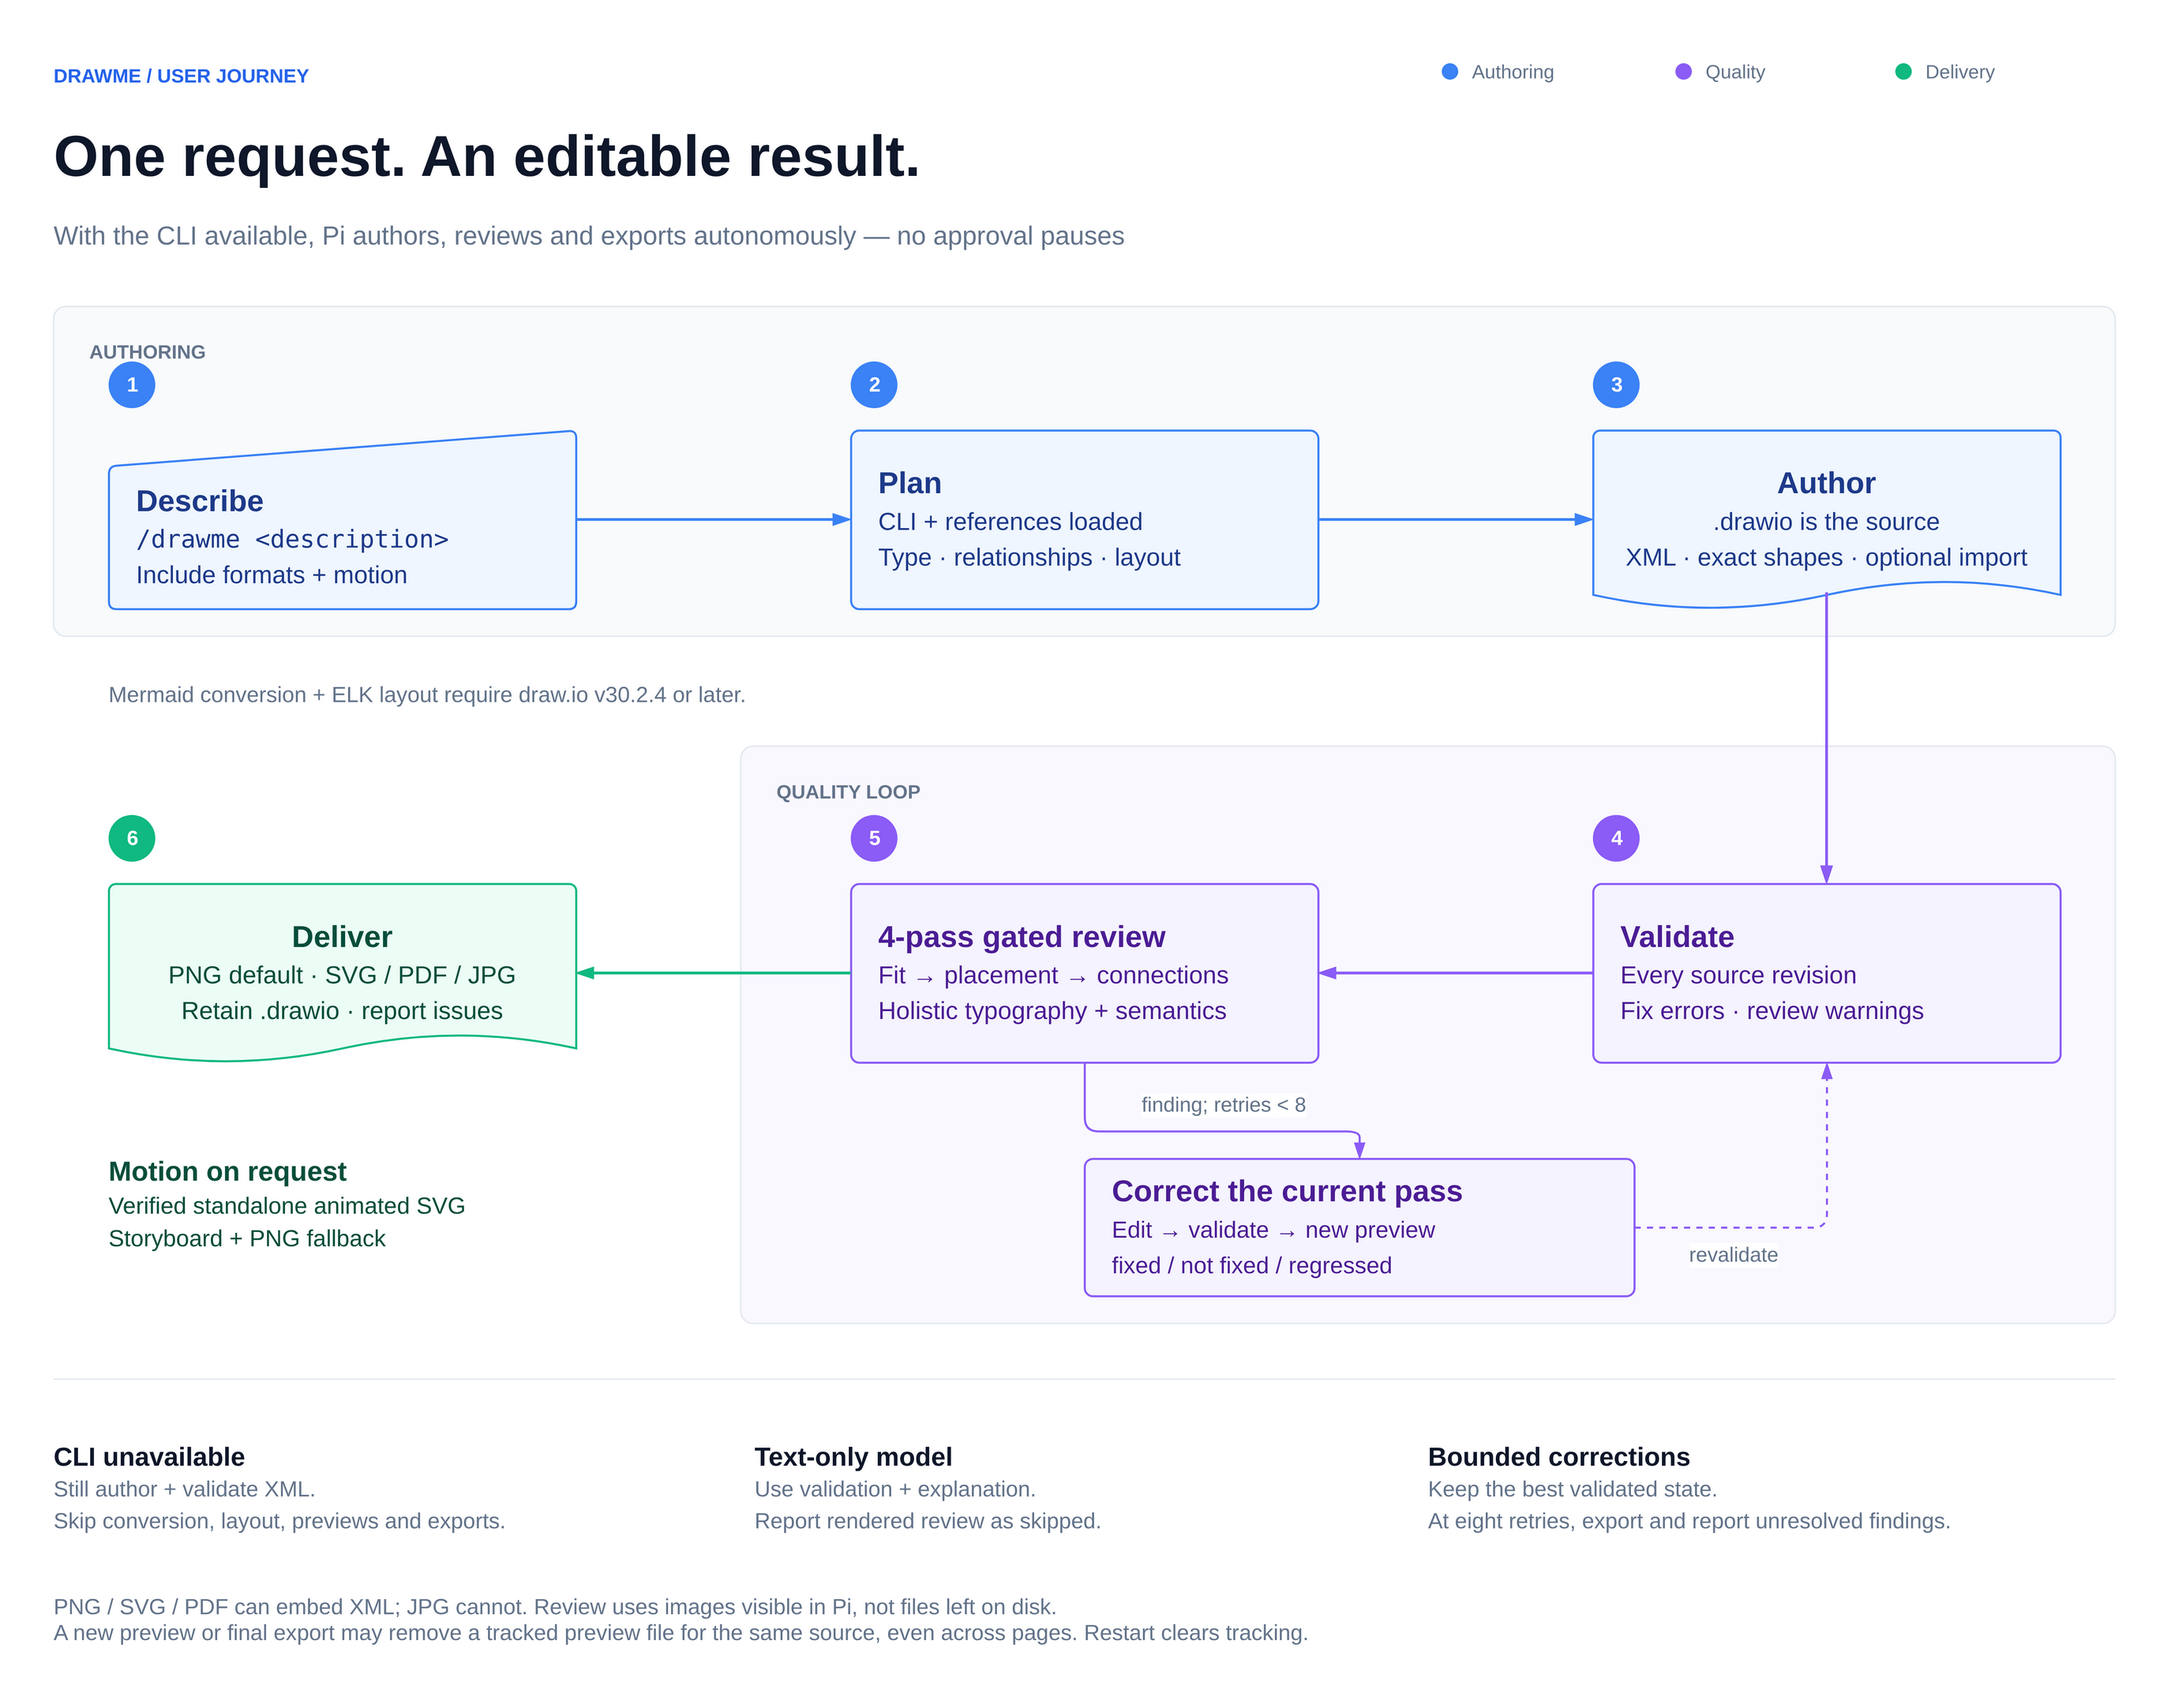 DRAWME / USER JOURNEY
Authoring
Quality
Delivery
One request. An editable result.
With the CLI available, Pi authors, reviews and exports autonomously — no approval pauses
AUTHORING
1
Describe
/drawme <description>
Include formats + motion
2
Plan
CLI + references loaded
Type · relationships · layout
3
Author
.drawio is the source
XML · exact shapes · optional import
Mermaid conversion + ELK layout require draw.io v30.2.4 or later.
QUALITY LOOP
6
Deliver
PNG default · SVG / PDF / JPG
Retain .drawio · report issues
5
4-pass gated review
Fit → placement → connections
Holistic typography + semantics
4
Validate
Every source revision
Fix errors · review warnings
finding; retries < 8
Correct the current pass
Edit → validate → new preview
fixed / not fixed / regressed
revalidate
Motion on request
Verified standalone animated SVG
Storyboard + PNG fallback
CLI unavailable
Still author + validate XML.
Skip conversion, layout, previews and exports.
Text-only model
Use validation + explanation.
Report rendered review as skipped.
Bounded corrections
Keep the best validated state.
At eight retries, export and report unresolved findings.
PNG / SVG / PDF can embed XML; JPG cannot. Review uses images visible in Pi, not files left on disk.
A new preview or final export may remove a tracked preview file for the same source, even across pages. Restart clears tracking.